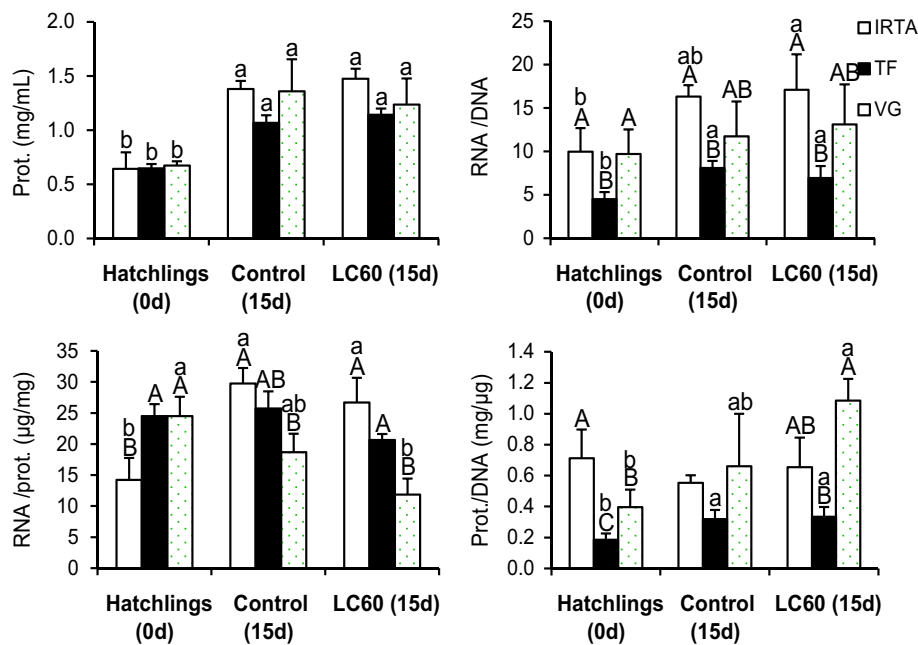 2.0
1.5
1.0
0.5
0.0
Prot. (mg/mL)
b b b
a a a
a a a
Hatchlings Control LC60 (15d)
(0d) (15d)
25
20
15
10
5
0
RNA /DNA
b
A
b
B
A
ab
A
a
B
AB
a
A
a
B
AB
IRTA
TF
VG
Hatchlings Control LC60 (15d)
(0d) (15d)
35
30
25
20
15
10
5
0
RNA /prot. (µg/mg)
b
B
A
a
A
a
A
AB
ab
B
a
A
A
b
B
Hatchlings Control LC60 (15d)
(0d) (15d)
1.4
1.2
1.0
0.8
0.6
0.4
0.2
0.0
Prot./DNA (mg/µg)
A
b
C
b
B
a
ab
AB
a
B
a
A
Hatchlings Control LC60 (15d)
(0d) (15d)